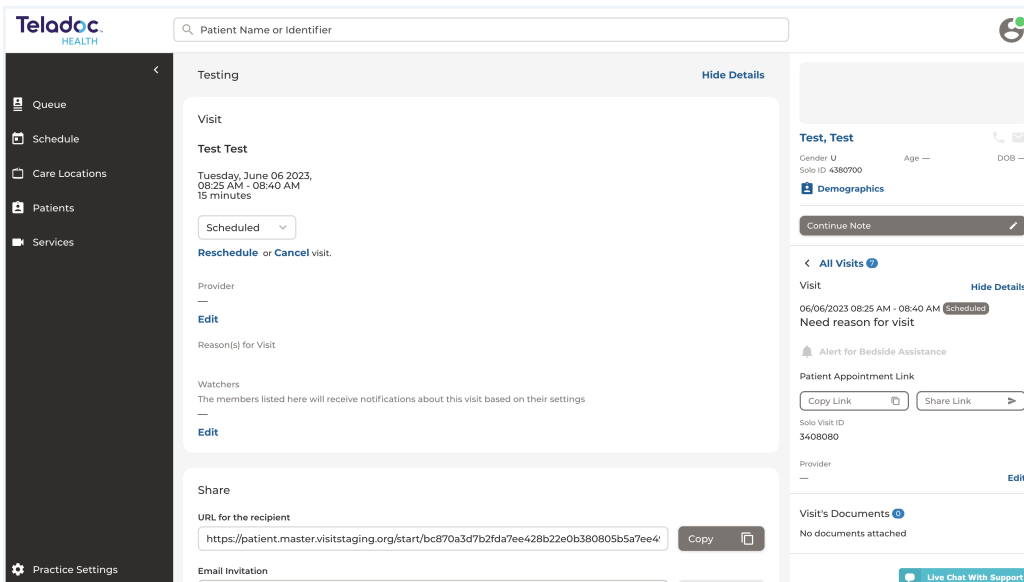 Teladoc
HEALTH
Patient Name or Identifier
Queue
Schedule
Care Locations
Patients
Services
Practice Settings
Testing
Hide Details
Visit
Test Test
Tuesday, June 06 2023,
08:25 AM - 08:40 AM
15 minutes
Scheduled
Reschedule or Cancel visit.
Provider
—
Edit
Reason(s) for Visit
Watchers
The members listed here will receive notifications about this visit based on their settings
—
Edit
Share
URL for the recipient
https://patient.master.visitstaging.org/start/bc870a3d7b2fda7ee428b22e0b380805b5a7ee4
Copy
Email Invitation
Test, Test
Gender U Age — DOB —
Solo ID 4380700
Demographics
Continue Note
All Visits 7
Visit
Hide Details
06/06/2023 08:25 AM - 08:40 AM Scheduled
Need reason for visit
Alert for Bedside Assistance
Patient Appointment Link
Copy Link
Share Link
Solo Visit ID
3408080
Provider
—
Edit
Visit's Documents 0
No documents attached
Live Chat With Support